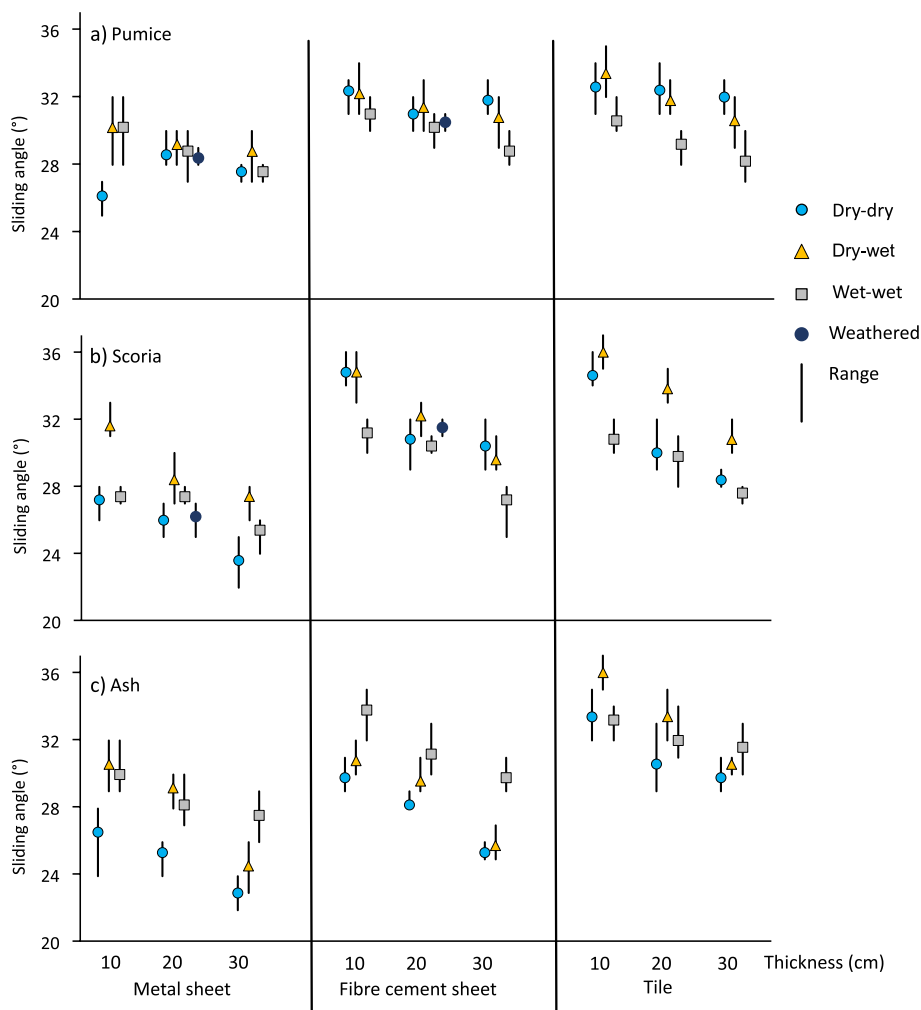 a) Pumice
36
32
28
24
20
Sliding angle (°)
Dry-dry
Dry-wet
Wet-wet
Weathered
Range
b) Scoria
36
32
28
24
20
Sliding angle (°)
c) Ash
36
32
28
24
20
Sliding angle (°)
10 20 30 10 20 30 10 20 30 Thickness (cm)
Metal sheet Fibre cement sheet Tile